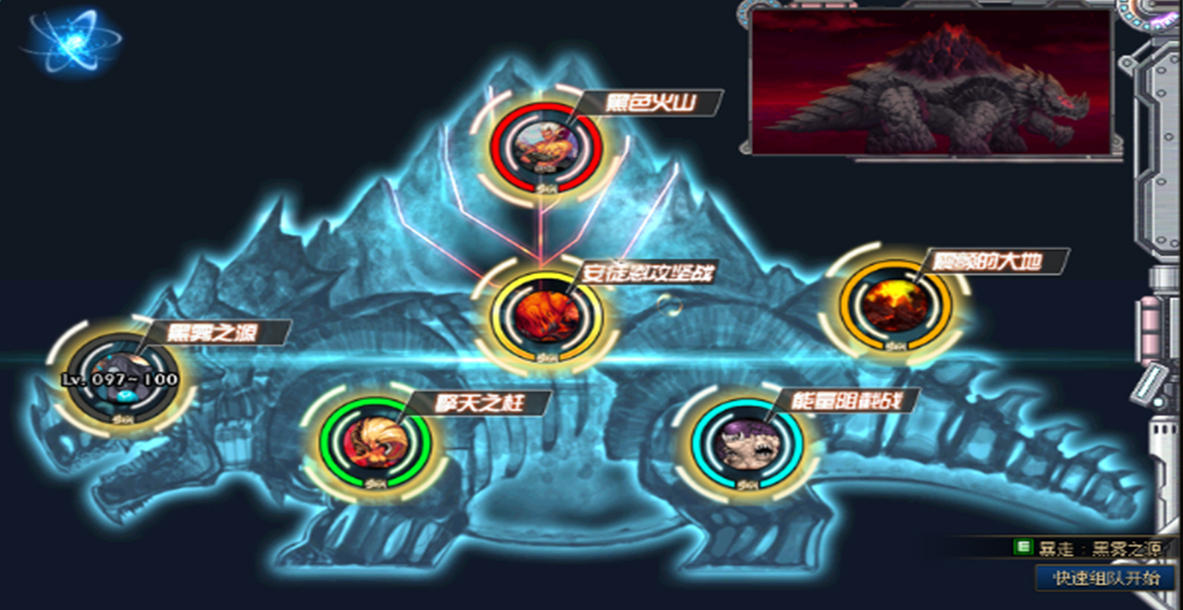 黑色火山
安徒恩攻坚战
震颤的大地
黑雾之源
Lv. 097~100
擎天之柱
能量阻截战
E 暴走：黑雾之源
快速组队开始